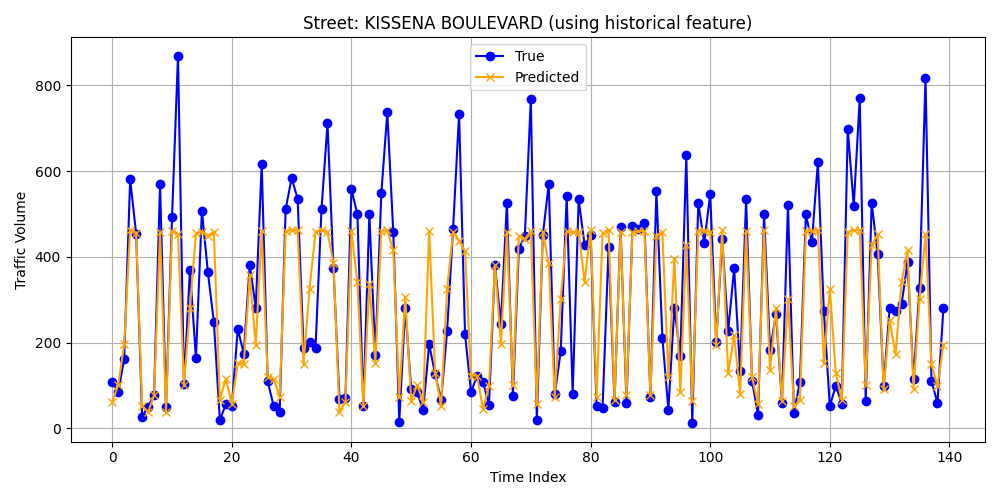 Street: KISSENA BOULEVARD (using historical feature)
True
Predicted
Traffic Volume
800
600
400
200
0
0 20 40 60 80 100 120 140
Time Index